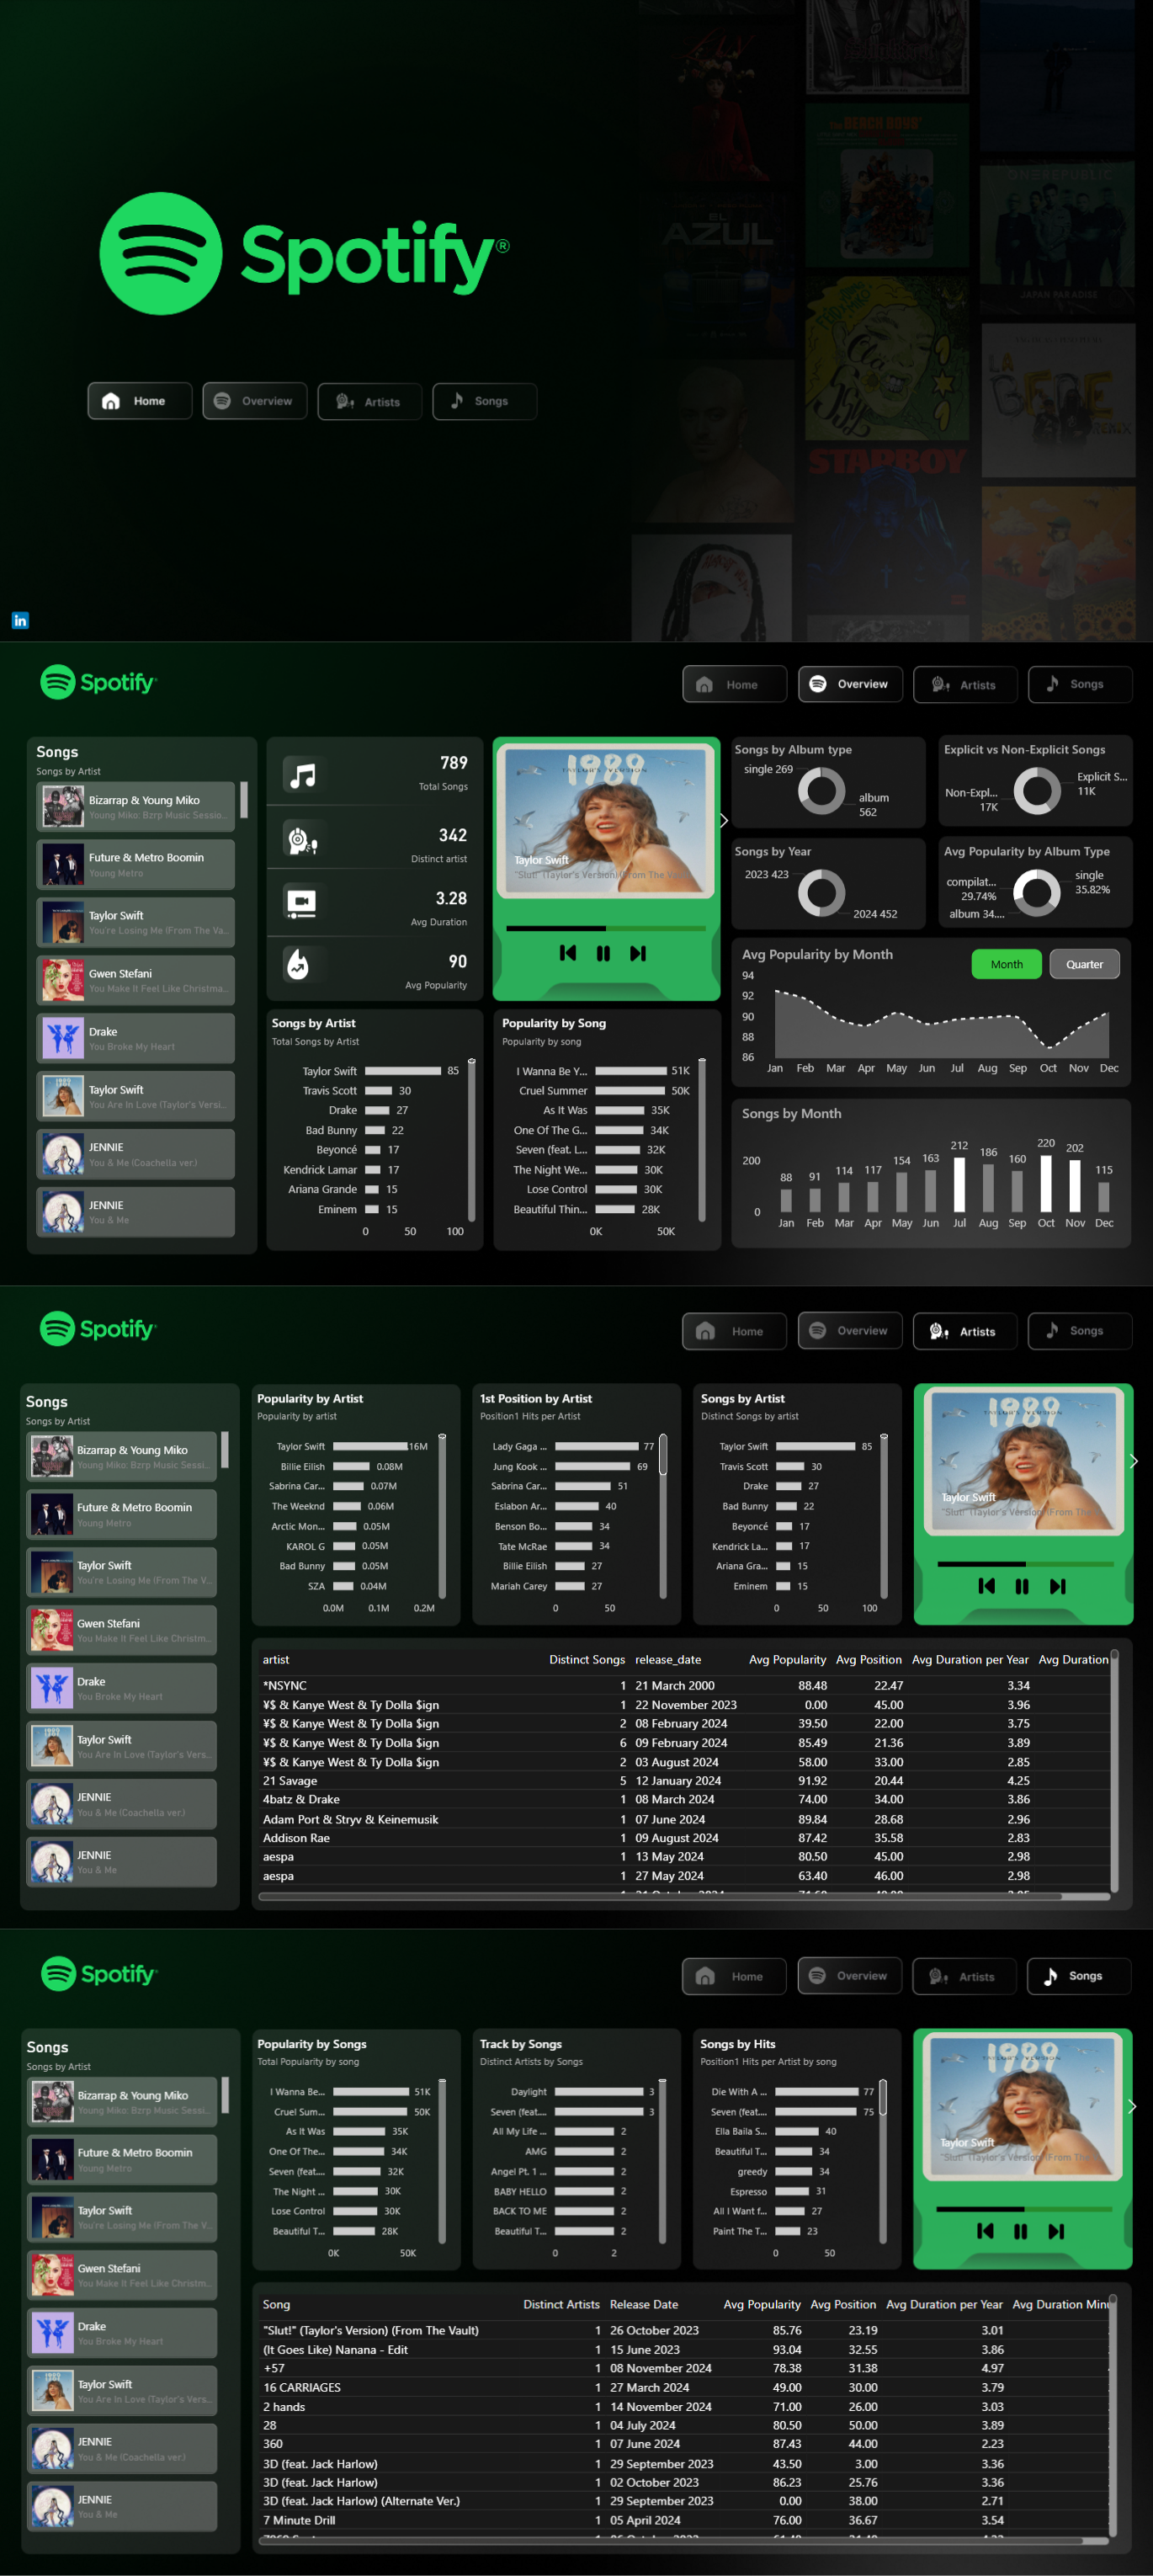 THE BEACH BOYS'
ONEREPUBLIC
EL
AZUL
Spotify®
JAPAN PARADISE
LA
BEBE
REMIX
Home
Overview
Artists
Songs
STARBOY
in
Spotify
Home
Overview
Artists
Songs
Songs
Songs by Artist
Bizarrap & Young Miko
Young Miko: Bzrp Music Sessio...
Future & Metro Boomin
Young Metro
Taylor Swift
You're Losing Me (From The Va...
Gwen Stefani
You Make It Feel Like Christma...
Drake
You Broke My Heart
Taylor Swift
You Are In Love (Taylor's Versi...
JENNIE
You & Me (Coachella ver.)
JENNIE
You & Me
789
Total Songs
342
Distinct artist
3.28
Avg Duration
90
Avg Popularity
1989
TAYLOR'S VERSION
Taylor Swift
"Slut! (Taylor's Version) (From The Va
Songs by Album type
single 269
album
562
Explicit vs Non-Explicit Songs
Explicit S...
11K
Non-Expl...
17K
Songs by Year
2023 423
2024 452
Avg Popularity by Album Type
compilat...
29.74%
single
35.82%
album 34....
Avg Popularity by Month
Month
Quarter
94
92
90
88
86
Jan Feb Mar Apr May Jun Jul Aug Sep Oct Nov Dec
Songs by Artist
Total Songs by Artist
Taylor Swift 85
Travis Scott 30
Drake 27
Bad Bunny 22
Beyoncé 17
Kendrick Lamar 17
Ariana Grande 15
Eminem 15
0 50 100
Popularity by Song
Popularity by song
I Wanna Be Y... 51K
Cruel Summer 50K
As It Was 35K
One Of The G... 34K
Seven (feat. L... 32K
The Night We... 30K
Lose Control 30K
Beautiful Thin... 28K
0K 50K
Songs by Month
200
0
88 91 114 117 154 163 212 186 160 220 202 115
Jan Feb Mar Apr May Jun Jul Aug Sep Oct Nov Dec
Spotify
Home
Overview
Artists
Songs
Songs
Songs by Artist
Bizarrap & Young Miko
Young Miko: Bzrp Music Sessi...
Future & Metro Boomin
Young Metro
Taylor Swift
You're Losing Me (From The V...
Gwen Stefani
You Make It Feel Like Christm...
Drake
You Broke My Heart
Taylor Swift
You Are In Love (Taylor's Vers...
JENNIE
You & Me (Coachella ver.)
JENNIE
You & Me
Popularity by Artist
Popularity by artist
Taylor Swift .16M
Billie Eilish 0.08M
Sabrina Car... 0.07M
The Weeknd 0.06M
Arctic Mon... 0.05M
KAROL G 0.05M
Bad Bunny 0.05M
SZA 0.04M
0.0M 0.1M 0.2M
1st Position by Artist
Position1 Hits per Artist
Lady Gaga ... 77
Jung Kook ... 69
Sabrina Car... 51
Eslabon Ar... 40
Benson Bo... 34
Tate McRae 34
Billie Eilish 27
Mariah Carey 27
0 50
Songs by Artist
Distinct Songs by artist
Taylor Swift 85
Travis Scott 30
Drake 27
Bad Bunny 22
Beyoncé 17
Kendrick La... 17
Ariana Gra... 15
Eminem 15
0 50 100
1989
TAYLOR'S VERSION
Taylor Swift
"Slut! (Taylor's Version) (From The
artist Distinct Songs release_date Avg Popularity Avg Position Avg Duration per Year Avg Duration
*NSYNC 1 21 March 2000 88.48 22.47 3.34
¥$ & Kanye West & Ty Dolla $ign 1 22 November 2023 0.00 45.00 3.96
¥$ & Kanye West & Ty Dolla $ign 2 08 February 2024 39.50 22.00 3.75
¥$ & Kanye West & Ty Dolla $ign 6 09 February 2024 85.49 21.36 3.89
¥$ & Kanye West & Ty Dolla $ign 2 03 August 2024 58.00 33.00 2.85
21 Savage 5 12 January 2024 91.92 20.44 4.25
4batz & Drake 1 08 March 2024 74.00 34.00 3.86
Adam Port & Stryv & Keinemusik 1 07 June 2024 89.84 28.68 2.96
Addison Rae 1 09 August 2024 87.42 35.58 2.83
aespa 1 13 May 2024 80.50 45.00 2.98
aespa 1 27 May 2024 63.40 46.00 2.98
Spotify
Home
Overview
Artists
Songs
Songs
Songs by Artist
Bizarrap & Young Miko
Young Miko: Bzrp Music Sessi...
Future & Metro Boomin
Young Metro
Taylor Swift
You're Losing Me (From The V...
Gwen Stefani
You Make It Feel Like Christm...
Drake
You Broke My Heart
Taylor Swift
You Are In Love (Taylor's Vers...
JENNIE
You & Me (Coachella ver.)
JENNIE
You & Me
Popularity by Songs
Total Popularity by song
I Wanna Be... 51K
Cruel Sum... 50K
As It Was 35K
One Of The... 34K
Seven (feat.... 32K
The Night ... 30K
Lose Control 30K
Beautiful T... 28K
0K 50K
Track by Songs
Distinct Artists by Songs
Daylight 3
Seven (feat.... 3
All My Life ... 2
AMG 2
Angel Pt. 1 ... 2
BABY HELLO 2
BACK TO ME 2
Beautiful T... 2
0 2
Songs by Hits
Position1 Hits per Artist by song
Die With A ... 77
Seven (feat.... 75
Ella Baila S... 40
Beautiful T... 34
greedy 34
Espresso 31
All I Want f... 27
Paint The T... 23
0 50
1989
TAYLOR'S VERSION
Taylor Swift
"Slut! (Taylor's Version) (From The
Song Distinct Artists Release Date Avg Popularity Avg Position Avg Duration per Year Avg Duration Minu
"Slut!" (Taylor's Version) (From The Vault) 1 26 October 2023 85.76 23.19 3.01
(It Goes Like) Nanana - Edit 1 15 June 2023 93.04 32.55 3.86
+57 1 08 November 2024 78.38 31.38 4.97
16 CARRIAGES 1 27 March 2024 49.00 30.00 3.79
2 hands 1 14 November 2024 71.00 26.00 3.03
28 1 04 July 2024 80.50 50.00 3.89
360 1 07 June 2024 87.43 44.00 2.23
3D (feat. Jack Harlow) 1 29 September 2023 43.50 3.00 3.36
3D (feat. Jack Harlow) 1 02 October 2023 86.23 25.76 3.36
3D (feat. Jack Harlow) (Alternate Ver.) 1 29 September 2023 0.00 38.00 2.71
7 Minute Drill 1 05 April 2024 76.00 36.67 3.54